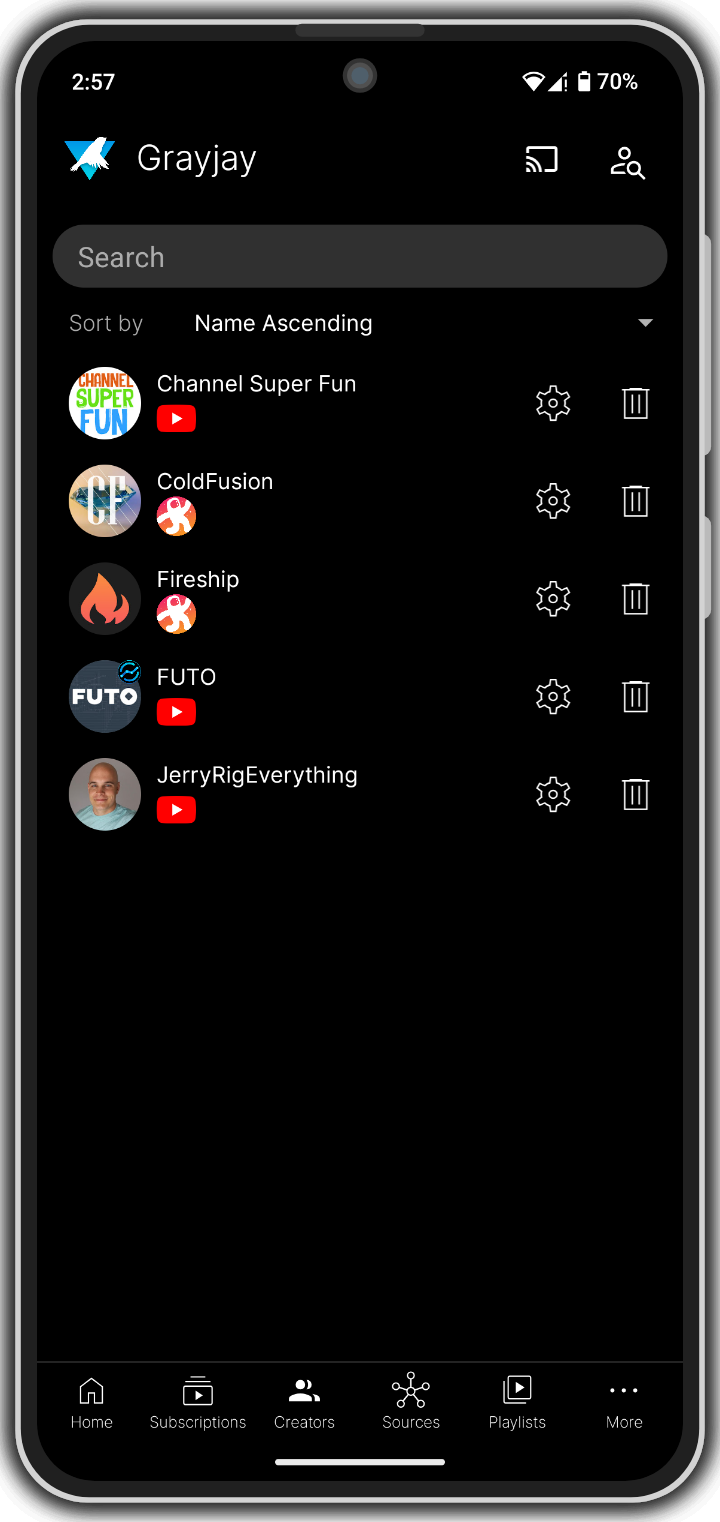 2:57
70%
Grayjay
Search
Sort by Name Ascending
CHANNEL
SUPER
FUN
Channel Super Fun
CF
ColdFusion
Fireship
FUTO
FUTO
JerryRigEverything
Home Subscriptions Creators Sources Playlists More